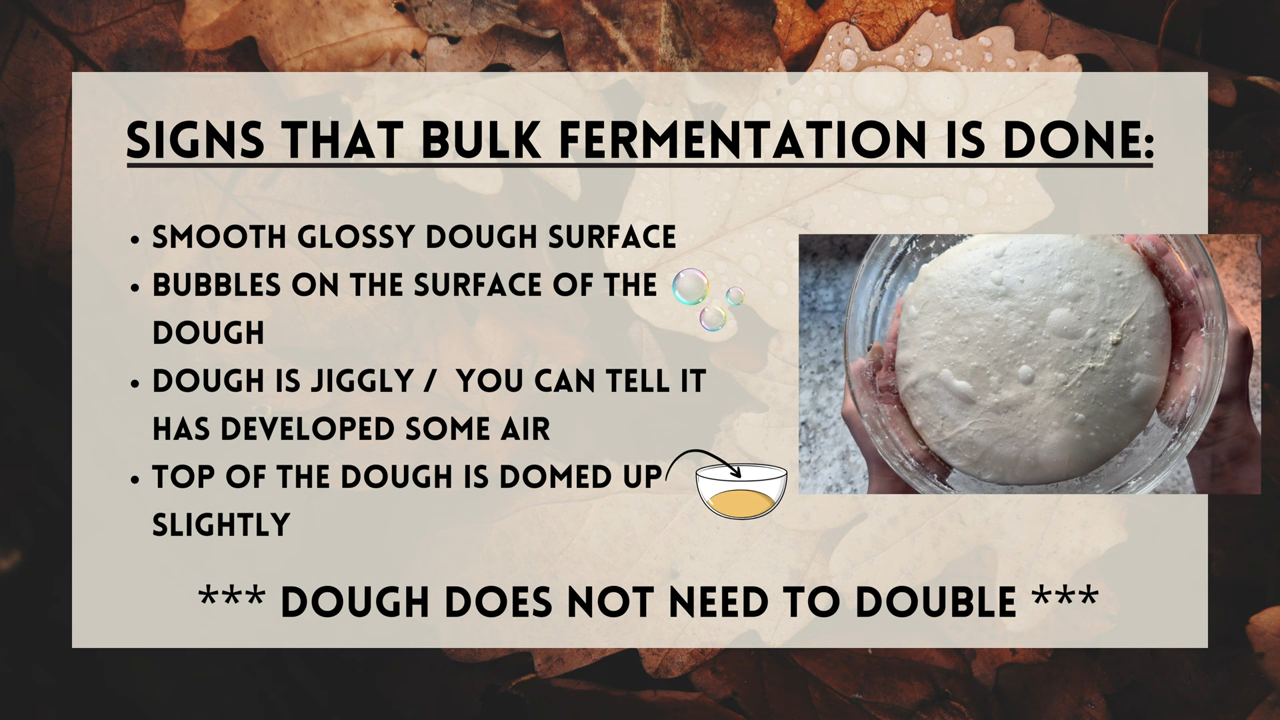 SIGNS THAT BULK FERMENTATION IS DONE:
• SMOOTH GLOSSY DOUGH SURFACE
• BUBBLES ON THE SURFACE OF THE
DOUGH
• DOUGH IS JIGGLY / YOU CAN TELL IT
HAS DEVELOPED SOME AIR
• TOP OF THE DOUGH IS DOMED UP
SLIGHTLY
*** DOUGH DOES NOT NEED TO DOUBLE ***